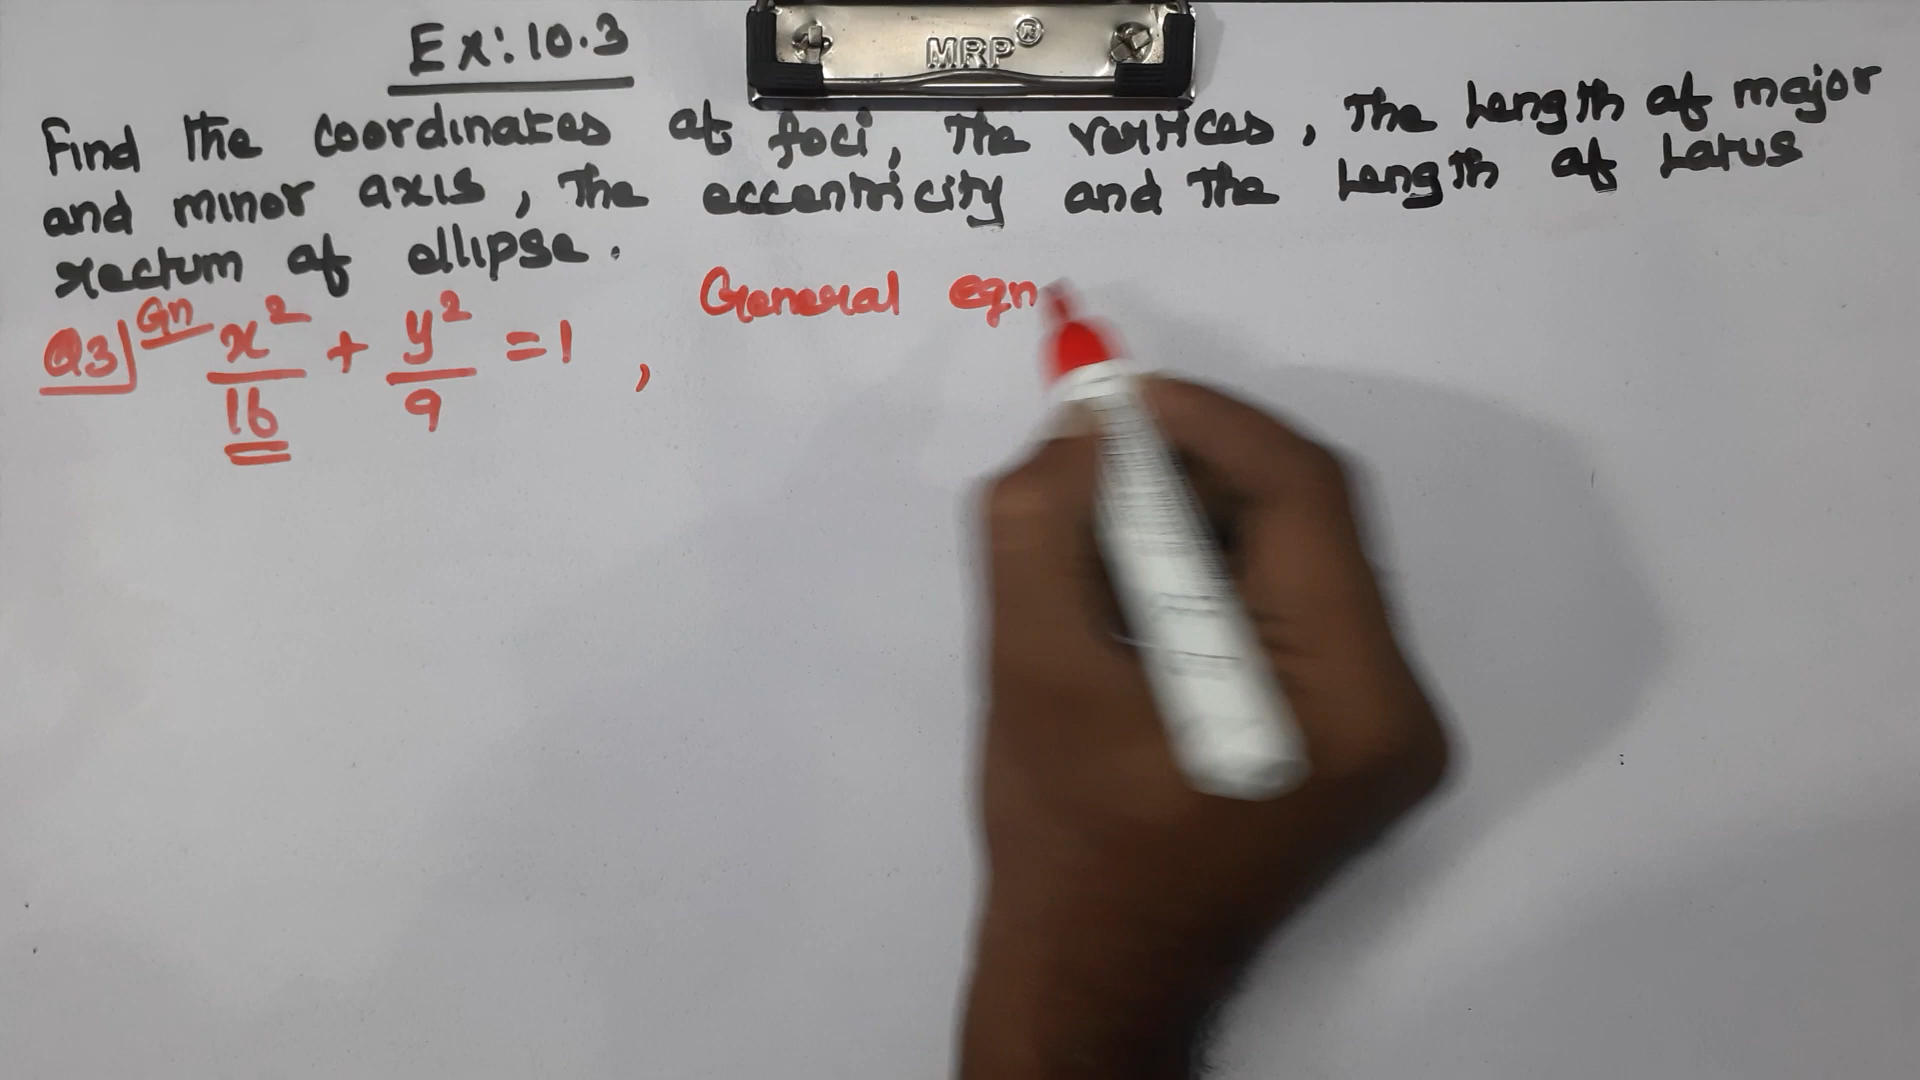 Ex: 10.3
MRP®
Find the coordinates of foci, The vertices, The Length of major
and minor axis, The eccentricity and The Length of Latus
rectum of ellipse.
General eqn
Q3) Gn x²/16 + y²/9 = 1 ,